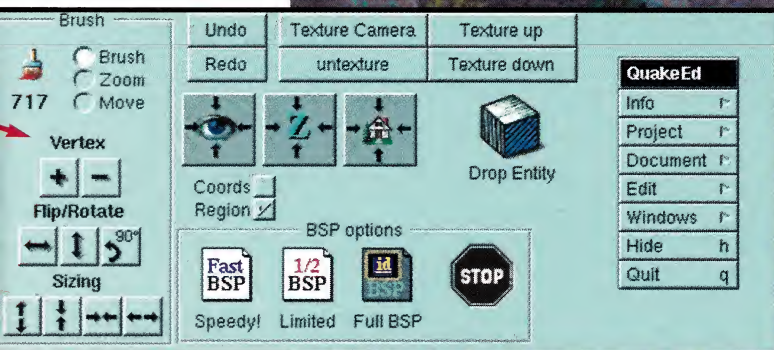 Brush
Brush
Zoom
Move
717
Vertex
+ -
Flip/Rotate
90°
Sizing
Undo
Redo
Texture Camera
Texture up
untexture
Texture down
Z
Drop Entity
Coords
Region
BSP options
Fast
BSP
Speedy!
1/2
BSP
Limited
id
BSP
Full BSP
STOP
QuakeEd
Info
Project
Document
Edit
Windows
Hide h
Quit q